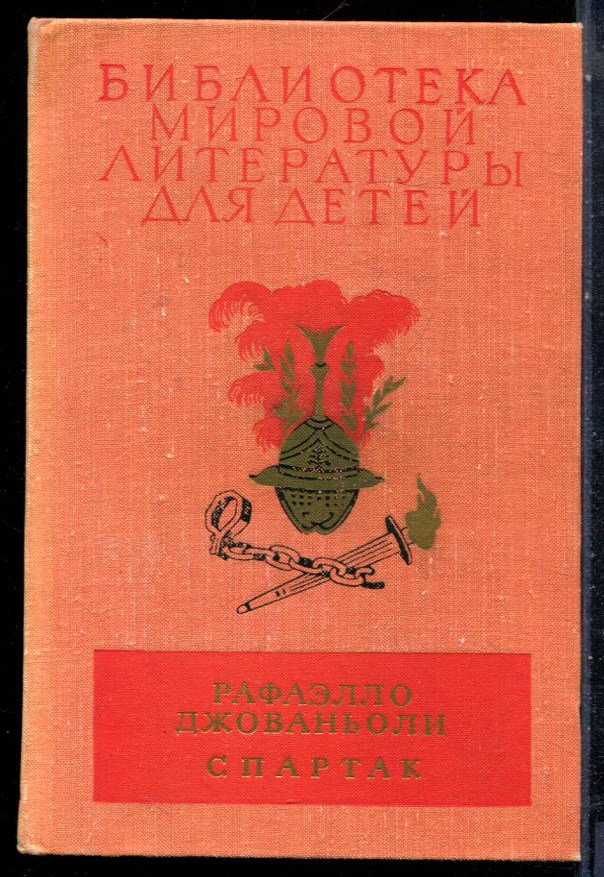 БИБЛИОТЕКА
МИРОВОЙ
ЛИТЕРАТУРЫ
ДЛЯ ДЕТЕЙ
РАФАЭЛЛО
ДЖОВАНЬОЛИ
СПАРТАК